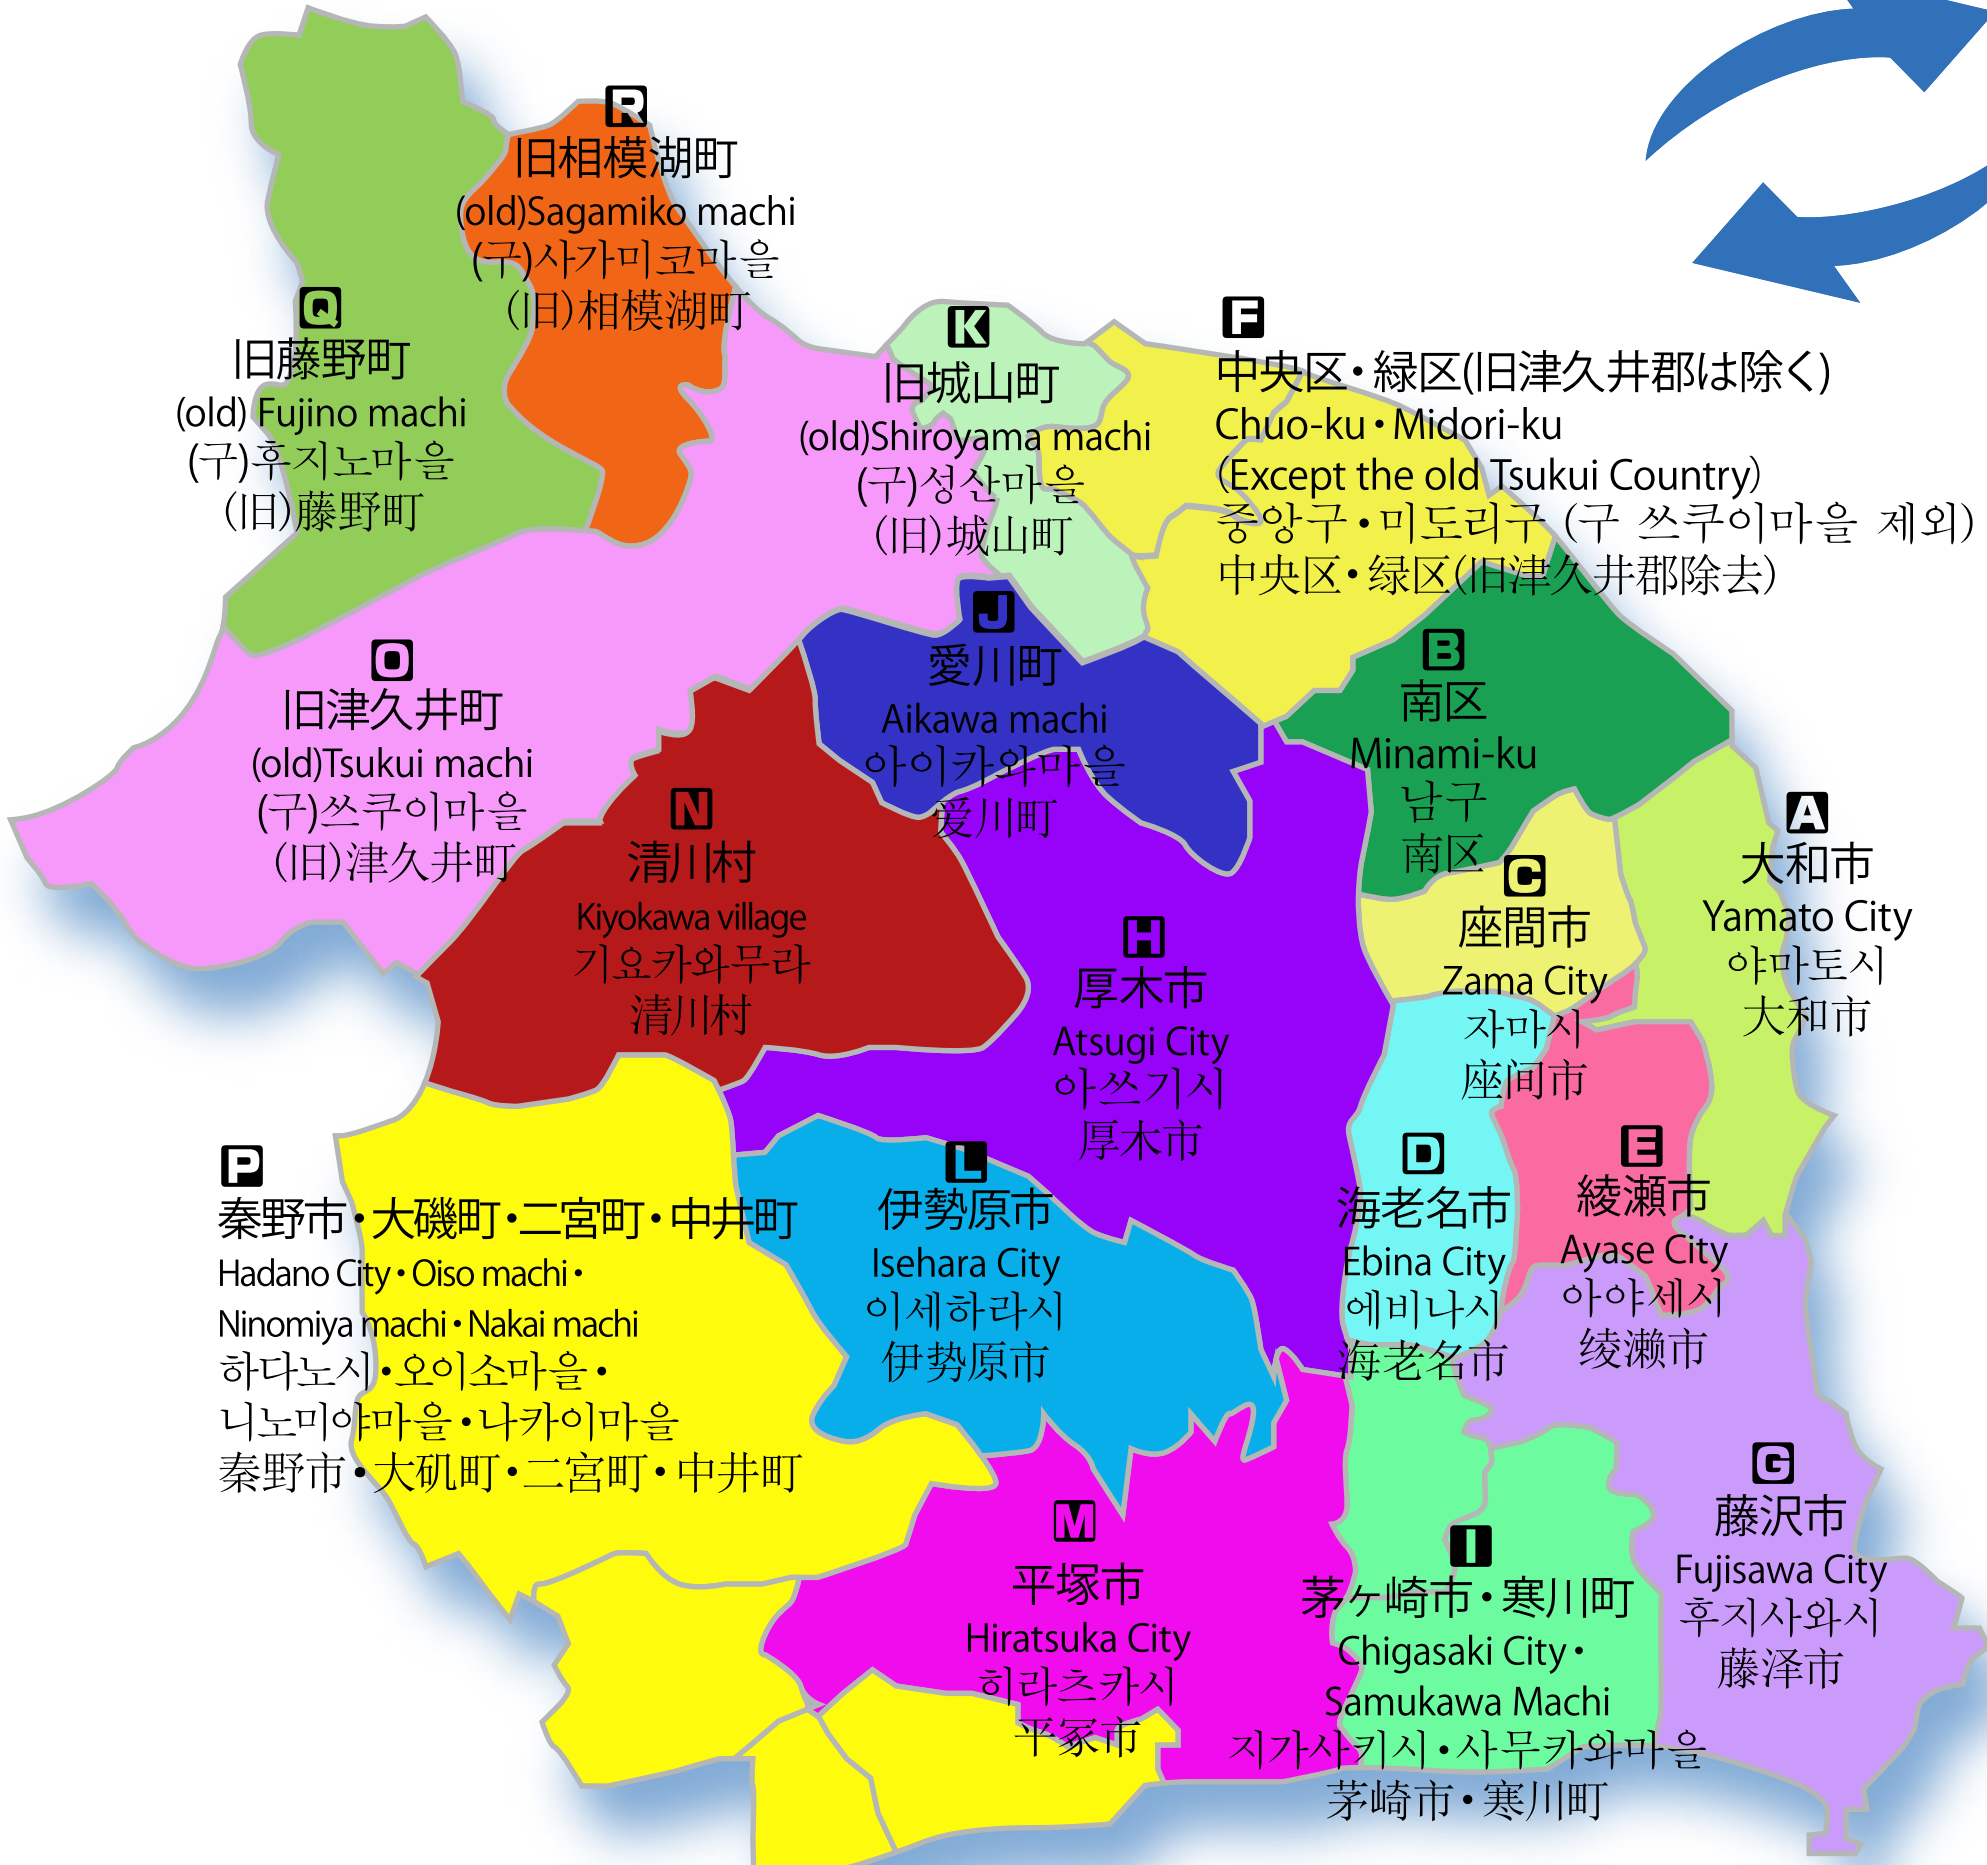 R
旧相模湖町
(old)Sagamiko machi
(구)사가미코마을
(旧)相模湖町
Q
旧藤野町
(old) Fujino machi
(구)후지노마을
(旧)藤野町
K
旧城山町
(old)Shiroyama machi
(구)성산마을
(旧)城山町
F
中央区・緑区(旧津久井郡は除く)
Chuo-ku・Midori-ku
(Except the old Tsukui Country)
중앙구・미도리구 (구 쓰쿠이마을 제외)
中央区・绿区(旧津久井郡除去)
J
愛川町
Aikawa machi
아이카와마을
爱川町
B
南区
Minami-ku
남구
南区
O
旧津久井町
(old)Tsukui machi
(구)쓰쿠이마을
(旧)津久井町
N
清川村
Kiyokawa village
기요카와무라
清川村
A
大和市
Yamato City
야마토시
大和市
C
座間市
Zama City
자마시
座间市
H
厚木市
Atsugi City
아쓰기시
厚木市
P
秦野市・大磯町・二宮町・中井町
Hadano City・Oiso machi・
Ninomiya machi・Nakai machi
하다노시・오이소마을・
니노미야마을・나카이마을
秦野市・大矶町・二宮町・中井町
L
伊勢原市
Isehara City
이세하라시
伊势原市
D
海老名市
Ebina City
에비나시
海老名市
E
綾瀬市
Ayase City
아야세시
绫濑市
G
藤沢市
Fujisawa City
후지사와시
藤泽市
M
平塚市
Hiratsuka City
히라츠카시
平冢市
I
茅ヶ崎市・寒川町
Chigasaki City・
Samukawa Machi
지가사키시・사무카와마을
茅崎市・寒川町